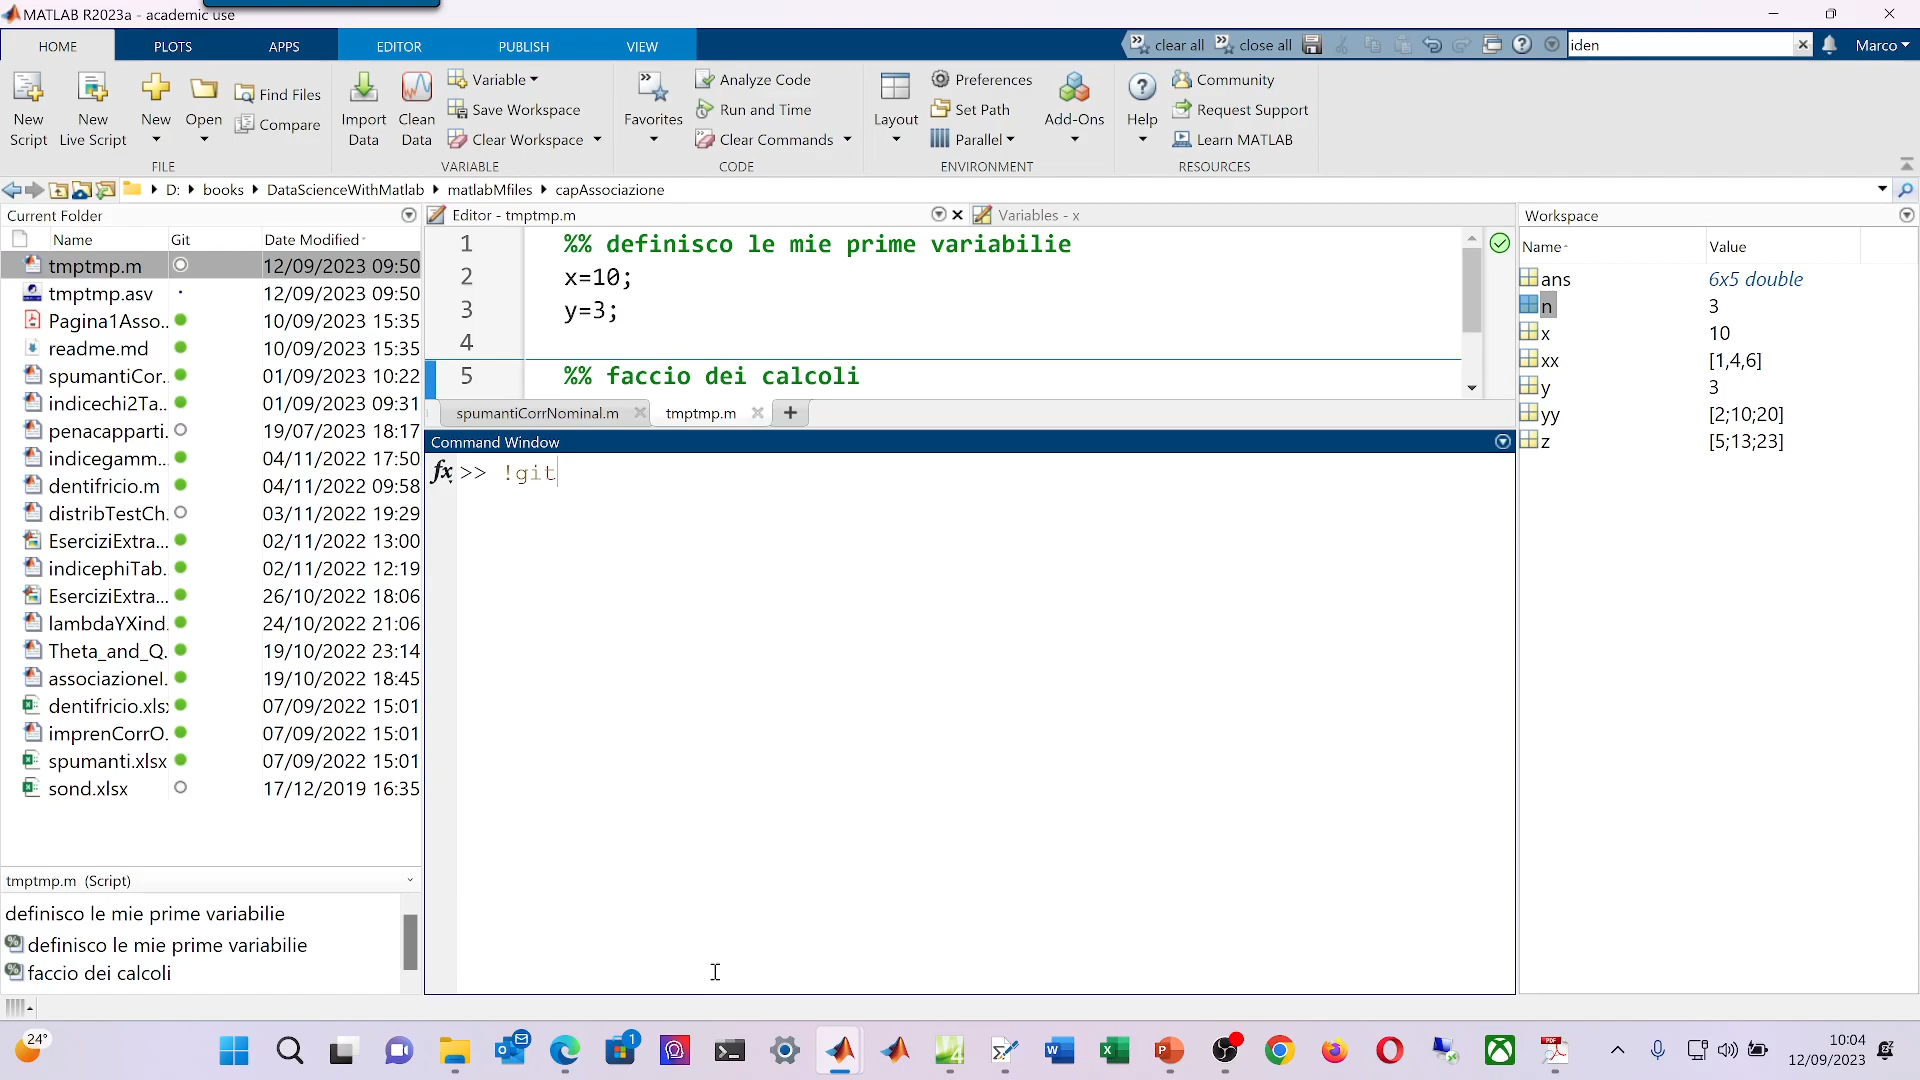 MATLAB R2023a - academic use
HOME PLOTS APPS EDITOR PUBLISH VIEW clear all close all iden Marco
New Script
New Live Script
New
Open
Find Files
Compare
FILE
Import Data
Clean Data
Variable
Save Workspace
Clear Workspace
VARIABLE
Favorites
Analyze Code
Run and Time
Clear Commands
CODE
Layout
Preferences
Set Path
Parallel
Add-Ons
ENVIRONMENT
Help
Community
Request Support
Learn MATLAB
RESOURCES
D: books DataScienceWithMatlab matlabMfiles capAssociazione
Current Folder
Name Git Date Modified
tmptmp.m 12/09/2023 09:50
tmptmp.asv 12/09/2023 09:50
Pagina1Asso... 10/09/2023 15:35
readme.md 10/09/2023 15:35
spumantiCor... 01/09/2023 10:22
indicechi2Ta... 01/09/2023 09:31
penacapparti... 19/07/2023 18:17
indicegamm... 04/11/2022 17:50
dentifricio.m 04/11/2022 09:58
distribTestCh... 03/11/2022 19:29
EserciziExtra... 02/11/2022 13:00
indicephiTab... 02/11/2022 12:19
EserciziExtra... 26/10/2022 18:06
lambdaYXind... 24/10/2022 21:06
Theta_and_Q... 19/10/2022 23:14
associazioneI... 19/10/2022 18:45
dentifricio.xlsx 07/09/2022 15:01
imprenCorrO... 07/09/2022 15:01
spumanti.xlsx 07/09/2022 15:01
sond.xlsx 17/12/2019 16:35
tmptmp.m (Script)
definisco le mie prime variabilie
definisco le mie prime variabilie
faccio dei calcoli
Editor - tmptmp.m Variables - x
1 %% definisco le mie prime variabilie
2 x=10;
3 y=3;
4
5 %% faccio dei calcoli
spumantiCorrNominal.m tmptmp.m
Command Window
fx >> !git
Workspace
Name Value
ans 6x5 double
n 3
x 10
xx [1,4,6]
y 3
yy [2;10;20]
z [5;13;23]
24°
1
10:04
12/09/2023